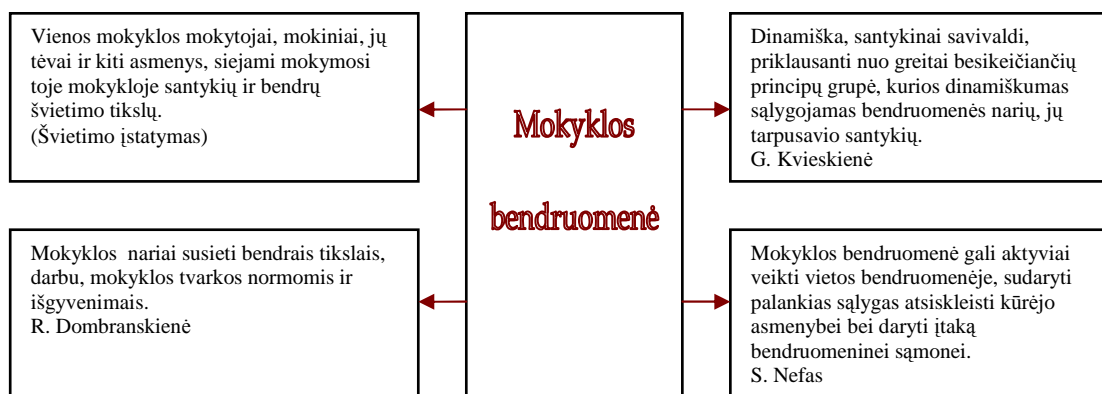 Vienos mokyklos mokytojai, mokiniai, jų
tėvai ir kiti asmenys, siejami mokymosi
toje mokykloje santykių ir bendrų
švietimo tikslų.
(Švietimo įstatymas)
Mokyklos nariai susieti bendrais tikslais,
darbu, mokyklos tvarkos normomis ir
išgyvenimais.
R. Dombranskienė
Mokyklos
bendruomenė
Dinamiška, santykinai savivaldi,
priklausanti nuo greitai besikeičiančių
principų grupė, kurios dinamiškumas
sąlygojamas bendruomenės narių, jų
tarpusavio santykių.
G. Kvieskienė
Mokyklos bendruomenė gali aktyviai
veikti vietos bendruomenėje, sudaryti
palankias sąlygas atsiskleisti kūrėjo
asmenybei bei daryti įtaką
bendruomeninei sąmonei.
S. Nefas